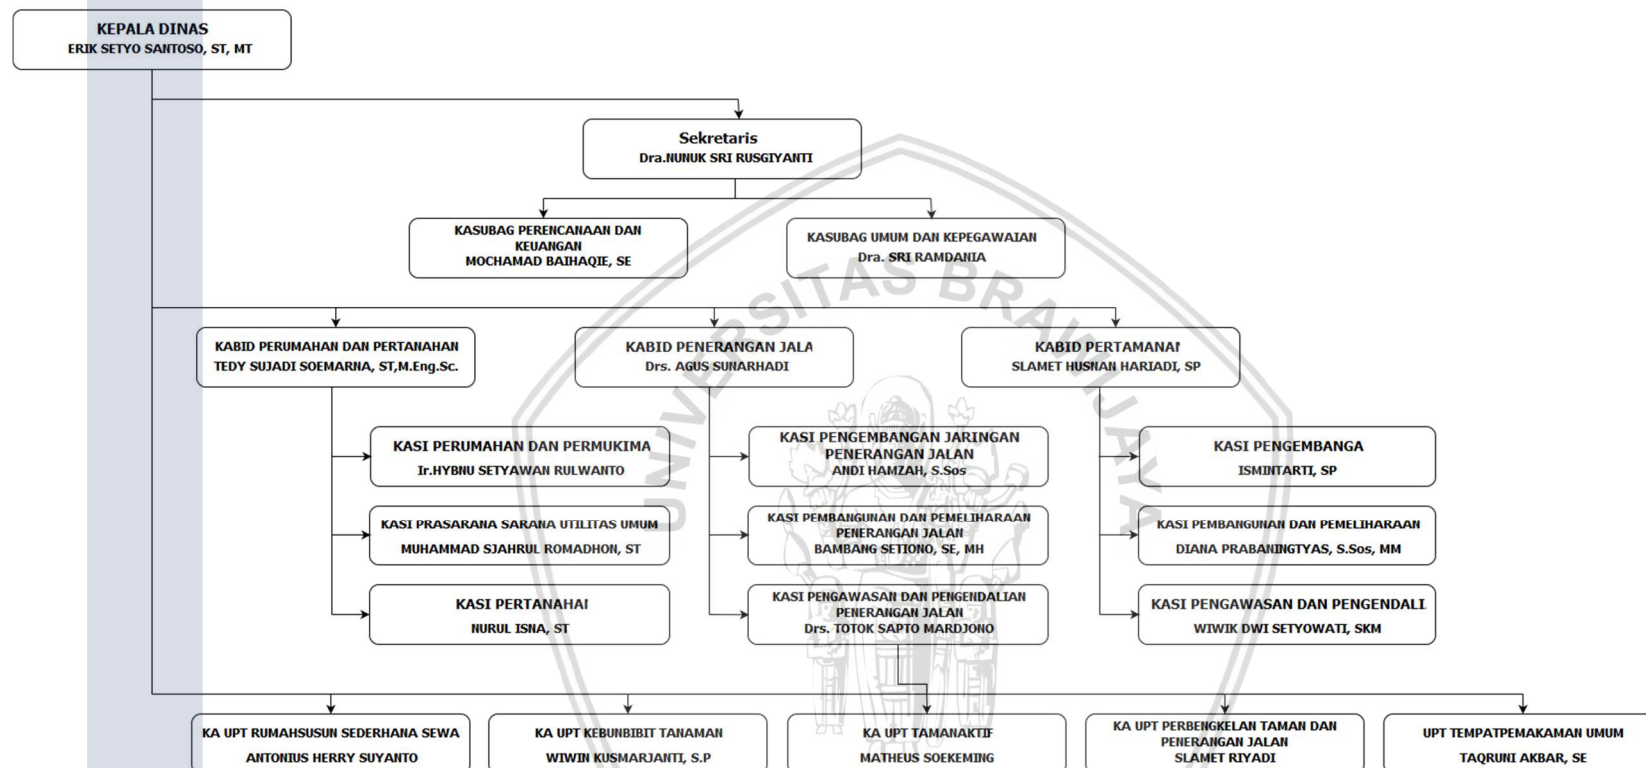 KEPALA DINAS
ERIK SETYO SANTOSO, ST, MT
Sekretaris
Dra.NUNUK SRI RUSGIYANTI
KASUBAG PERENCANAAN DAN
KEUANGAN
MOCHAMAD BAIHAQIE, SE
KASUBAG UMUM DAN KEPEGAWAIAN
Dra. SRI RAMDANIA
UNIVERSITAS BRAWIJAYA
KABID PERUMAHAN DAN PERTANAHAN
TEDY SUJADI SOEMARNA, ST,M.Eng.Sc.
KABID PENERANGAN JALA
Drs. AGUS SUNARHADI
KABID PERTAMANAI
SLAMET HUSNAN HARIADI, SP
KASI PERUMAHAN DAN PERMUKIMA
Ir.HYBNU SETYAWAN RULWANTO
KASI PENGEMBANGAN JARINGAN
PENERANGAN JALAN
ANDI HAMZAH, S.Sos
KASI PENGEMBANGA
ISMINTARTI, SP
KASI PRASARANA SARANA UTILITAS UMUM
MUHAMMAD SJAHRUL ROMADHON, ST
KASI PEMBANGUNAN DAN PEMELIHARAAN
PENERANGAN JALAN
BAMBANG SETIONO, SE, MH
KASI PEMBANGUNAN DAN PEMELIHARAAN
DIANA PRABANINGTYAS, S.Sos, MM
KASI PERTANAHAI
NURUL ISNA, ST
KASI PENGAWASAN DAN PENGENDALIAN
PENERANGAN JALAN
Drs. TOTOK SAPTO MARDJONO
KASI PENGAWASAN DAN PENGENDALI
WIWIK DWI SETYOWATI, SKM
KA UPT RUMAHSUSUN SEDERHANA SEWA
ANTONIUS HERRY SUYANTO
KA UPT KEBUNBIBIT TANAMAN
WIWIN KUSMARJANTI, S.P
KA UPT TAMANAKTIF
MATHEUS SOEKEMING
KA UPT PERBENGKELAN TAMAN DAN
PENERANGAN JALAN
SLAMET RIYADI
UPT TEMPATPEMAKAMAN UMUM
TAQRUNI AKBAR, SE